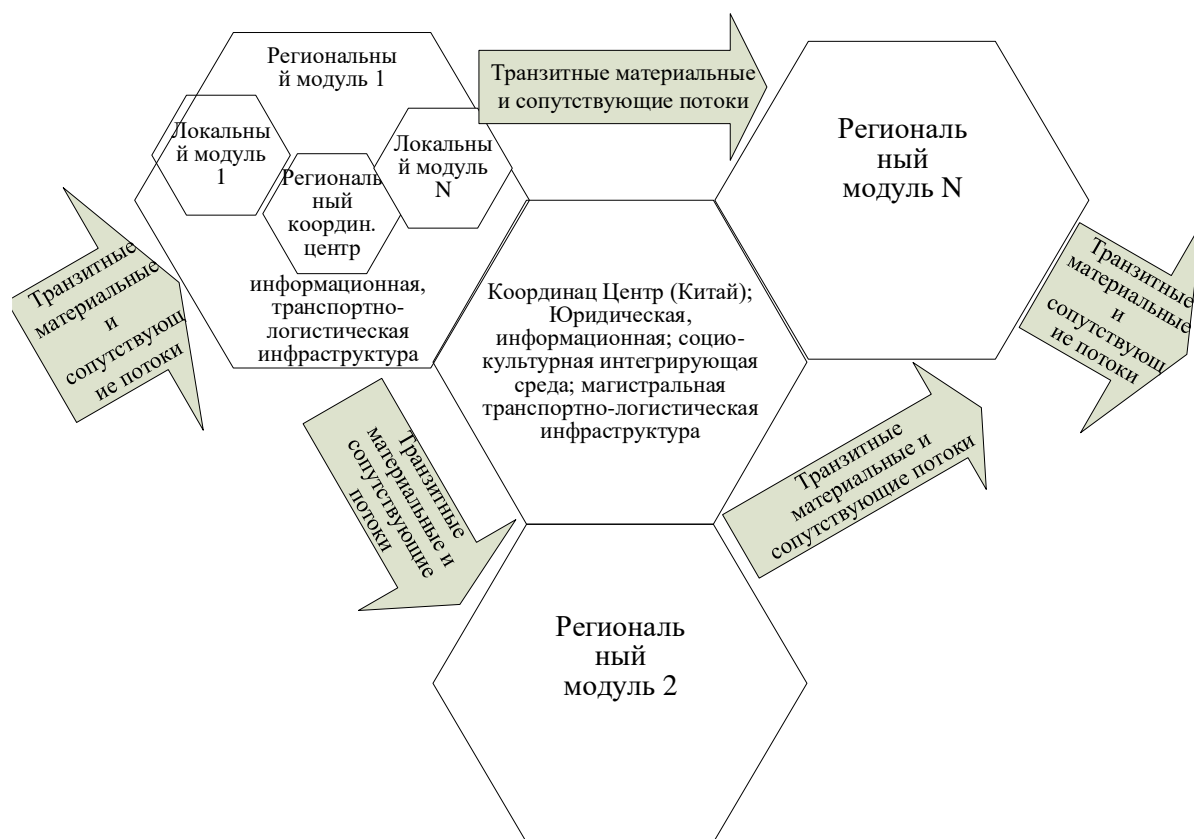 Региональны
й модуль 1
Локальны
й модуль
1
Региональ
ный
координ.
центр
Локальны
й модуль
N
информационная,
транспортно-
логистическая
инфраструктура
Транзитные материальные
и сопутствующие потоки
Региональ
ный
модуль N
Транзитные
материальные
и
сопутствующ
ие потоки
Координац Центр (Китай);
Юридическая,
информационная; социо-
культурная интегрирующая
среда; магистральная
транспортно-логистическая
инфраструктура
Транзитные
материальные
и
сопутствующ
ие потоки
Транзитные
материальные и
сопутствующие
потоки
Транзитные
материальные и
сопутствующие потоки
Региональ
ный
модуль 2